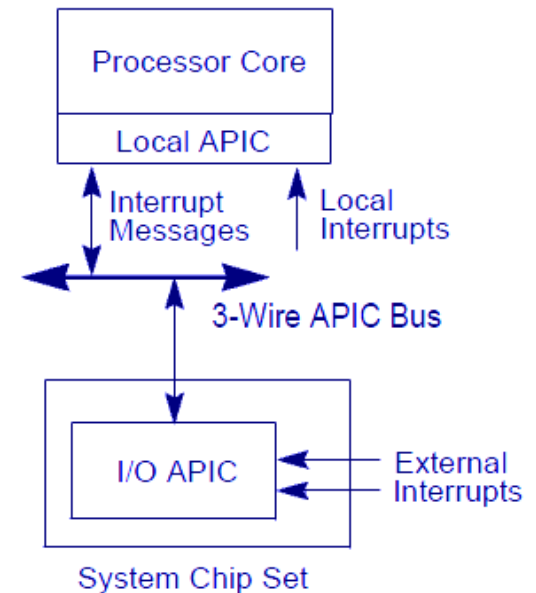 Processor Core
Local APIC
Interrupt
Messages
Local
Interrupts
3-Wire APIC Bus
I/O APIC
External
Interrupts
System Chip Set